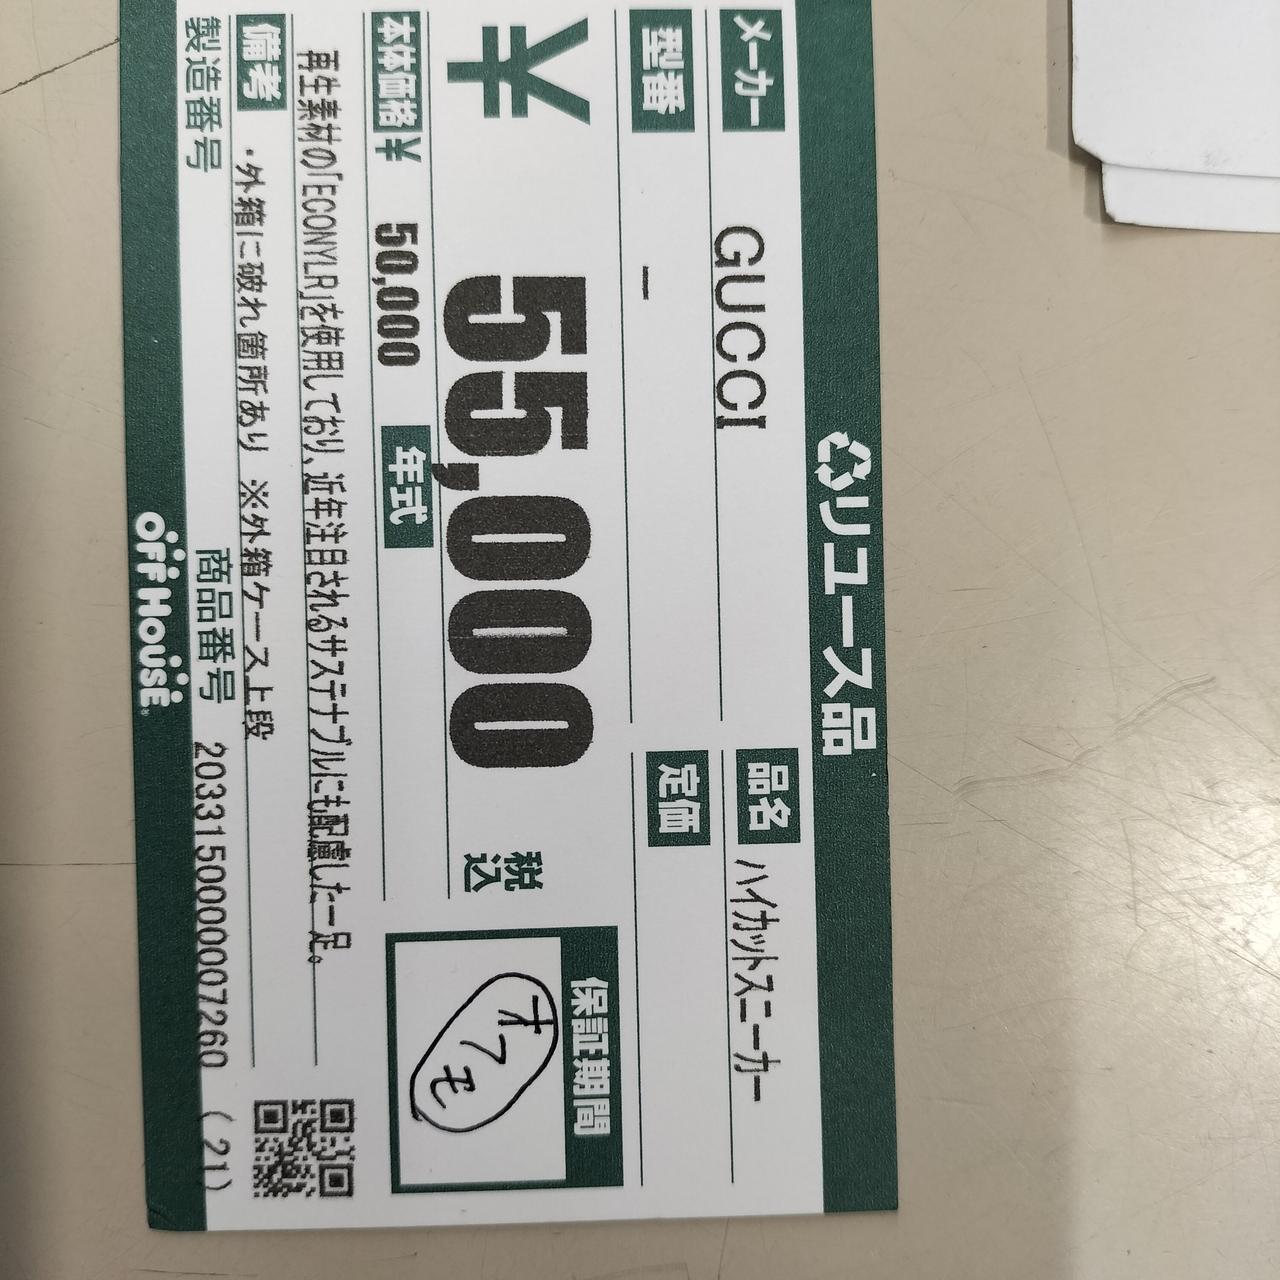 リユース品
メーカー GUCCI
品名 ハイカットスニーカー
型番 ー
定価
¥ 55,000 税込
保証期間
オフモ
本体価格 ¥ 50,000 年式
再生素材の「ECONYLR」を使用しており、近年注目されるサステナブルにも配慮した一足。
備考 ・外箱に破れ箇所あり ※外箱ケース上段
製造番号 商品番号 2033150000007260 (21)
OFF HOUSE